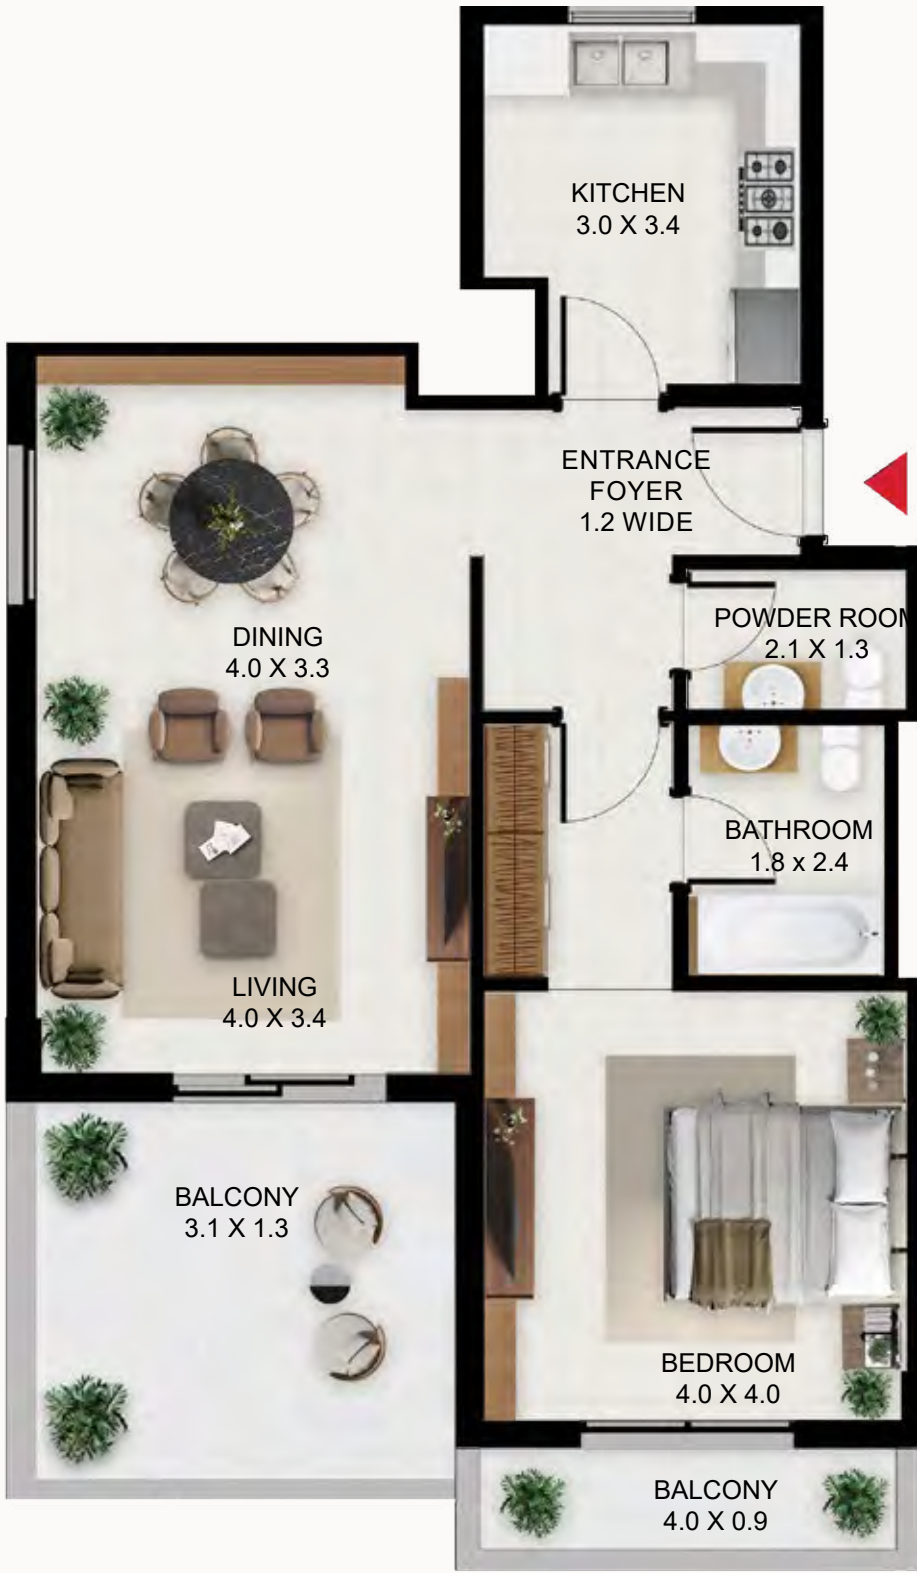 KITCHEN
3.0 X 3.4
ENTRANCE
FOYER
1.2 WIDE
POWDER ROOM
2.1 X 1.3
DINING
4.0 X 3.3
BATHROOM
1.8 x 2.4
LIVING
4.0 X 3.4
BALCONY
3.1 X 1.3
BEDROOM
4.0 X 4.0
BALCONY
4.0 X 0.9